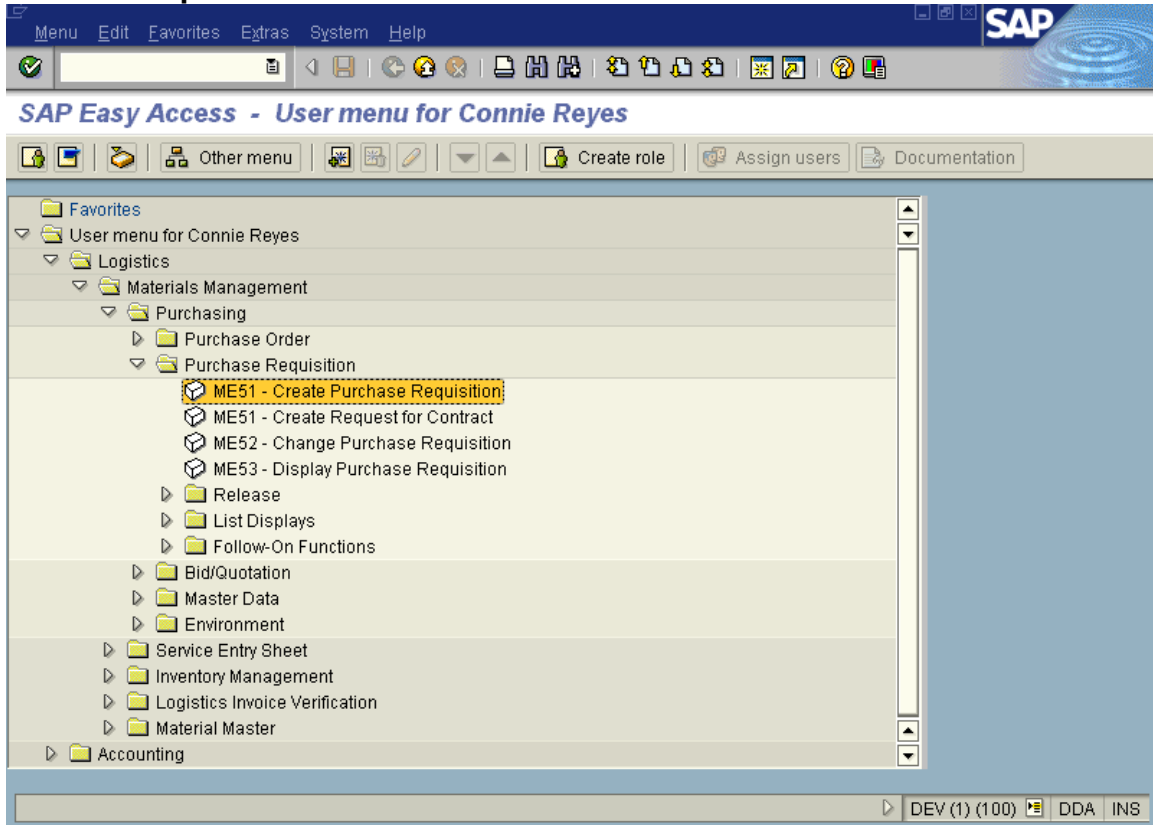 Menu Edit Favorites Extras System Help
SAP
SAP Easy Access - User menu for Connie Reyes
Other menu Create role Assign users Documentation
Favorites
User menu for Connie Reyes
Logistics
Materials Management
Purchasing
Purchase Order
Purchase Requisition
ME51 - Create Purchase Requisition
ME51 - Create Request for Contract
ME52 - Change Purchase Requisition
ME53 - Display Purchase Requisition
Release
List Displays
Follow-On Functions
Bid/Quotation
Master Data
Environment
Service Entry Sheet
Inventory Management
Logistics Invoice Verification
Material Master
Accounting
DEV (1) (100) DDA INS